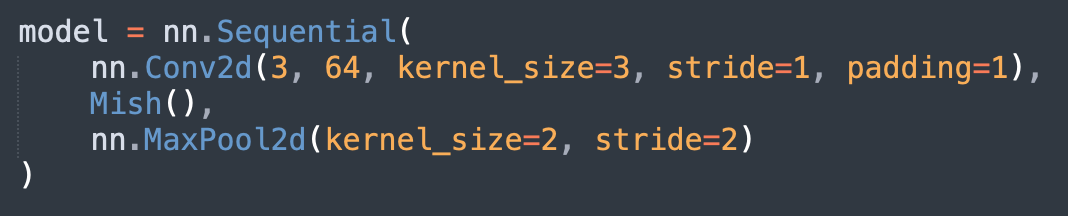 model = nn.Sequential(
    nn.Conv2d(3, 64, kernel_size=3, stride=1, padding=1),
    Mish(),
    nn.MaxPool2d(kernel_size=2, stride=2)
)